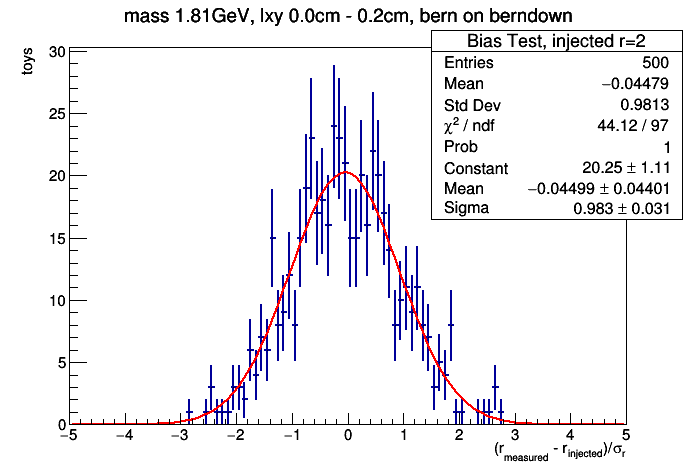 mass 1.81GeV, lxy 0.0cm - 0.2cm, bern on berndown
toys
Bias Test, injected r=2
Entries 500
Mean −0.04479
Std Dev 0.9813
χ² / ndf 44.12 / 97
Prob 1
Constant 20.25 ± 1.11
Mean −0.04499 ± 0.04401
Sigma 0.983 ± 0.031
30
25
20
15
10
5
0
−5 −4 −3 −2 −1 0 1 2 3 4 5
(r_measured - r_injected)/σ_r